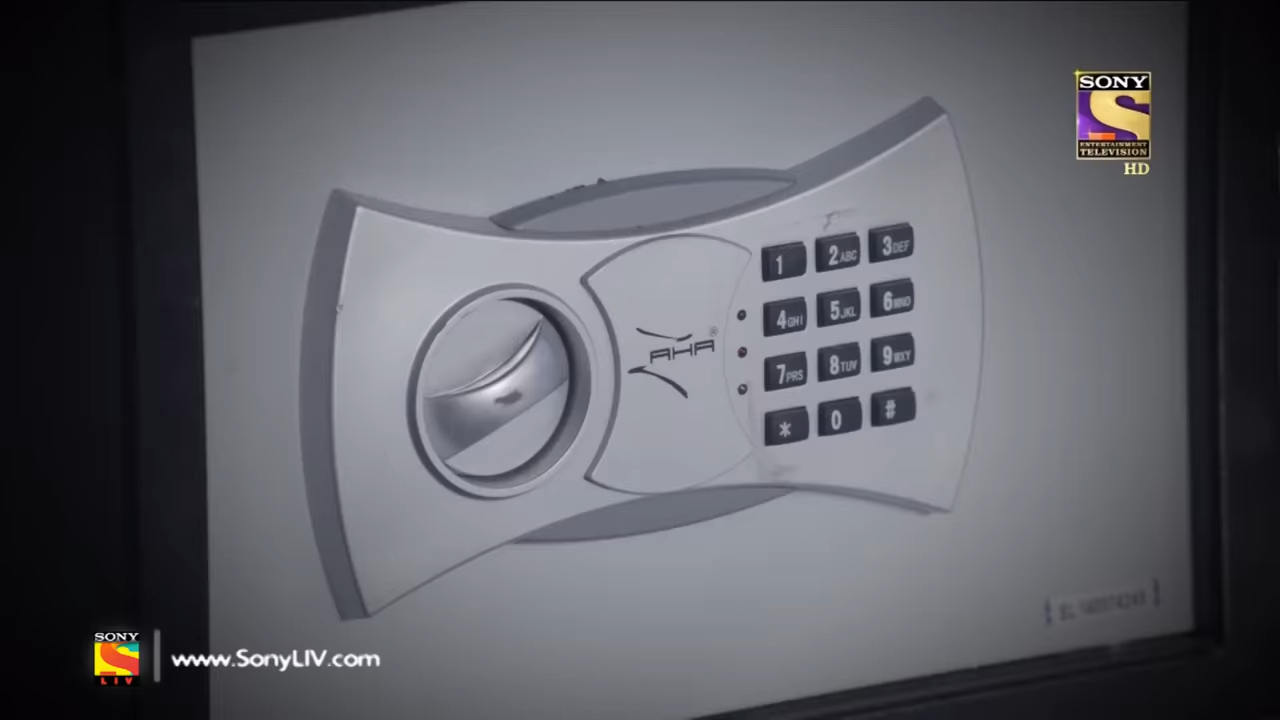 SONY
ENTERTAINMENT
TELEVISION
HD
AHA®
1 2ABC 3DEF
4GHI 5JKL 6MNO
7PRS 8TUV 9WXY
* 0 #
SONY
LIV
www.SonyLIV.com